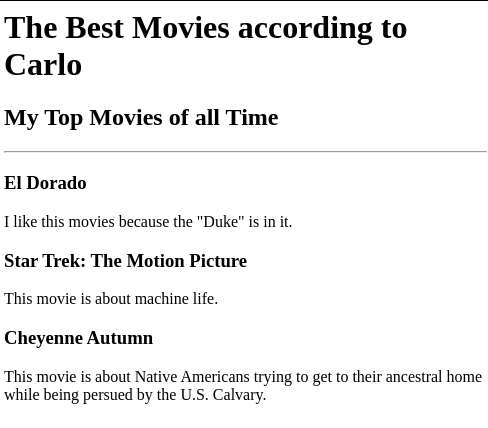 The Best Movies according to
Carlo
My Top Movies of all Time
El Dorado
I like this movies because the "Duke" is in it.
Star Trek: The Motion Picture
This movie is about machine life.
Cheyenne Autumn
This movie is about Native Americans trying to get to their ancestral home
while being persued by the U.S. Calvary.